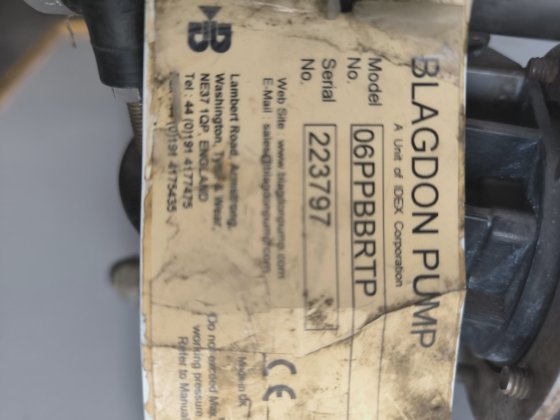 BLAGDON PUMP
A Unit of IDEX Corporation
Model No. 06PPBBRTP
Serial No. 223797
Web Site www.blagdonpump.com
E-Mail : sales@blagdonpump.com
Lambert Road, Armstrong,
Washington, Tyne & Wear,
NE37 1QP, ENGLAND
Tel : 44 (0)191 4177475
44 (0)191 4175435
CE
Made in UK
Do not exceed Max.
working pressure
Refer to Manual